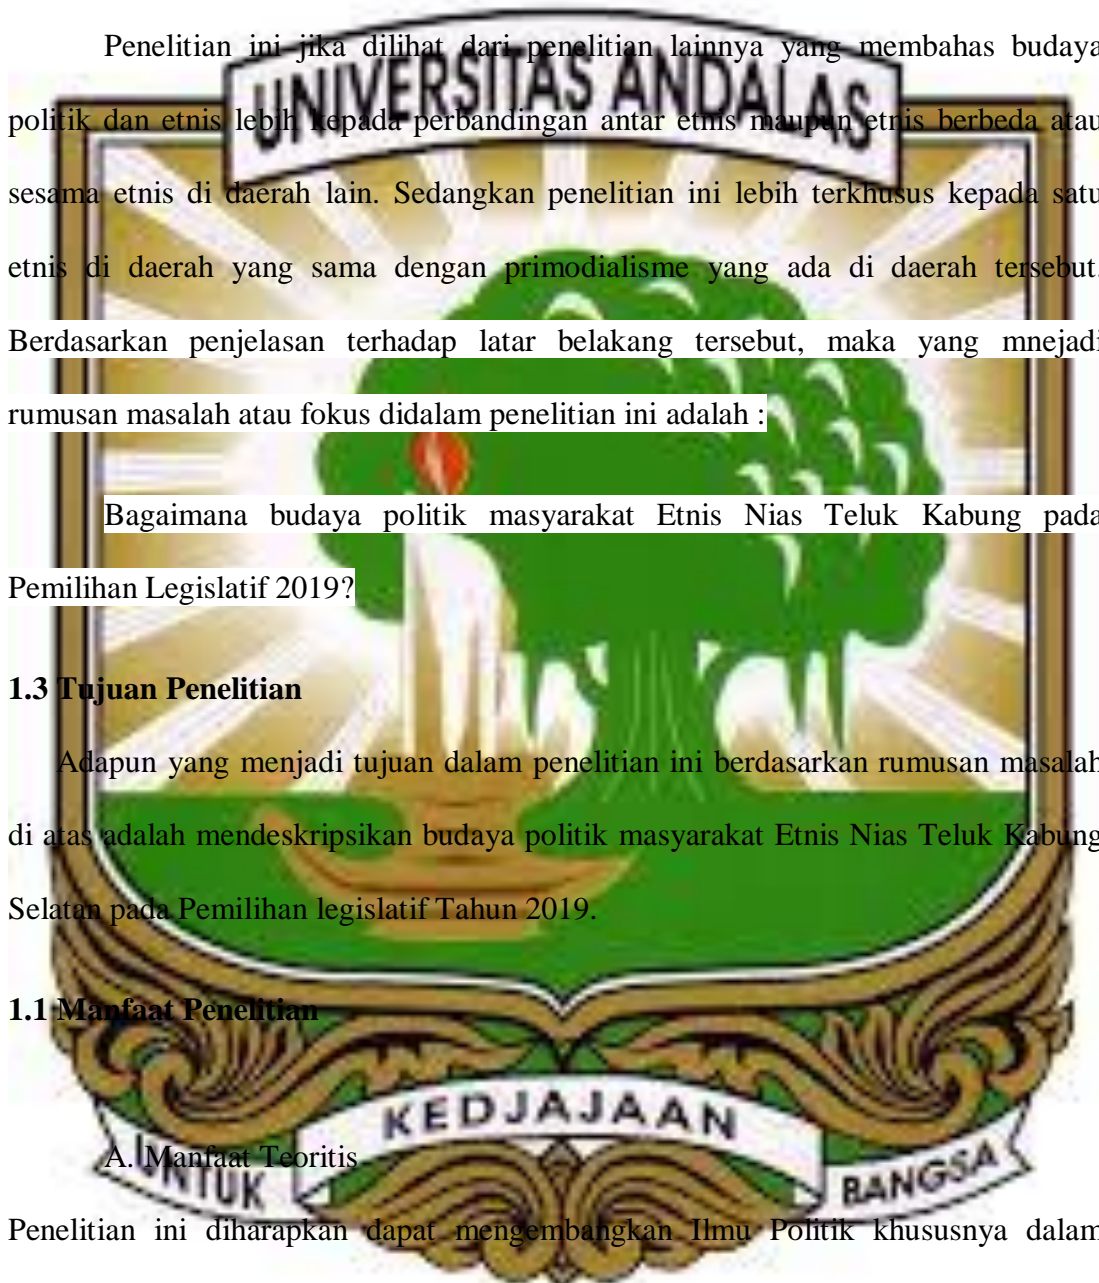 Penelitian ini jika dilihat dari penelitian lainnya yang membahas budaya
UNIVERSITAS ANDALAS
politik dan etnis lebih kepada perbandingan antar etnis maupun etnis berbeda atau
sesama etnis di daerah lain. Sedangkan penelitian ini lebih terkhusus kepada satu
etnis di daerah yang sama dengan primodialisme yang ada di daerah tersebut.
Berdasarkan penjelasan terhadap latar belakang tersebut, maka yang mnejadi
rumusan masalah atau fokus didalam penelitian ini adalah :
Bagaimana budaya politik masyarakat Etnis Nias Teluk Kabung pada
Pemilihan Legislatif 2019?
1.3 Tujuan Penelitian
Adapun yang menjadi tujuan dalam penelitian ini berdasarkan rumusan masalah
di atas adalah mendeskripsikan budaya politik masyarakat Etnis Nias Teluk Kabung
Selatan pada Pemilihan legislatif Tahun 2019.
1.1 Manfaat Penelitian
A. Manfaat Teoritis
UNTUK KEDJAJAAN BANGSA
Penelitian ini diharapkan dapat mengembangkan Ilmu Politik khususnya dalam